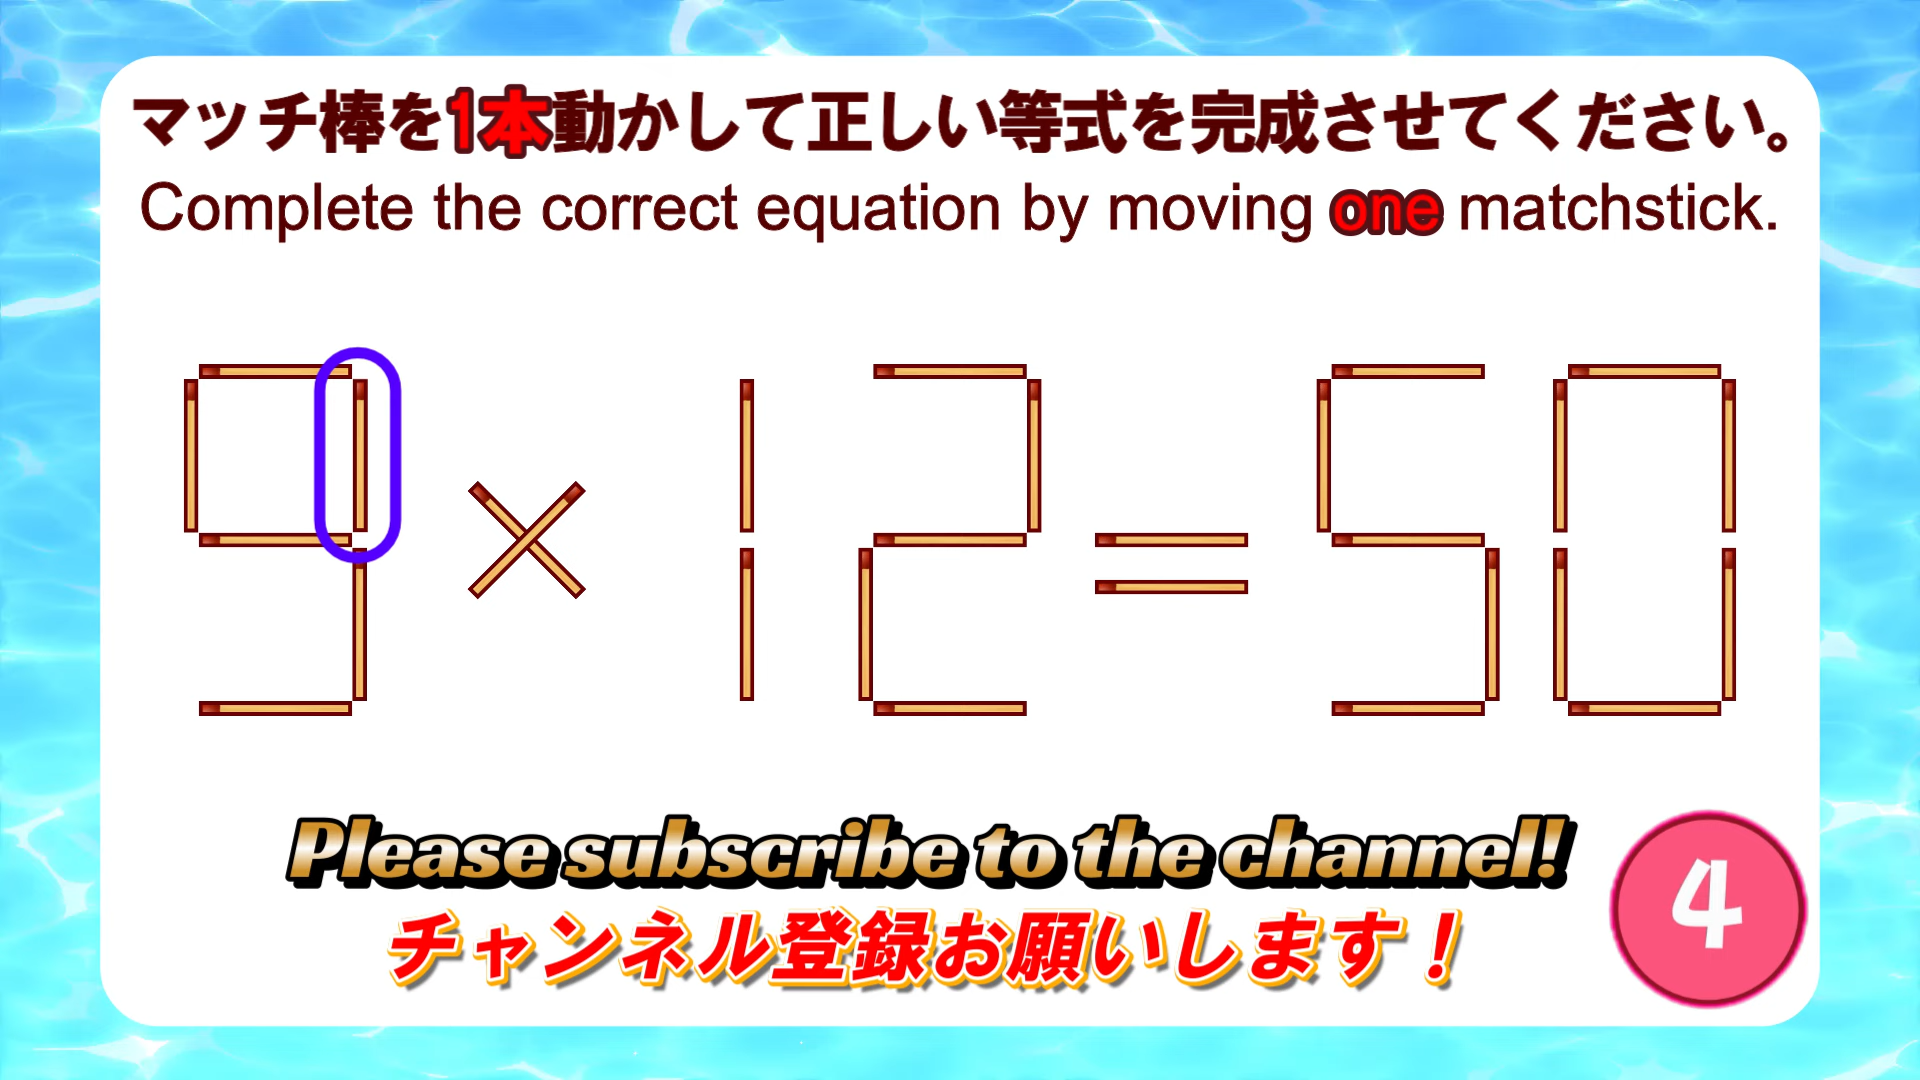 マッチ棒を1本動かして正しい等式を完成させてください。
Complete the correct equation by moving one matchstick.
9×12=50
Please subscribe to the channel!
チャンネル登録お願いします！
4